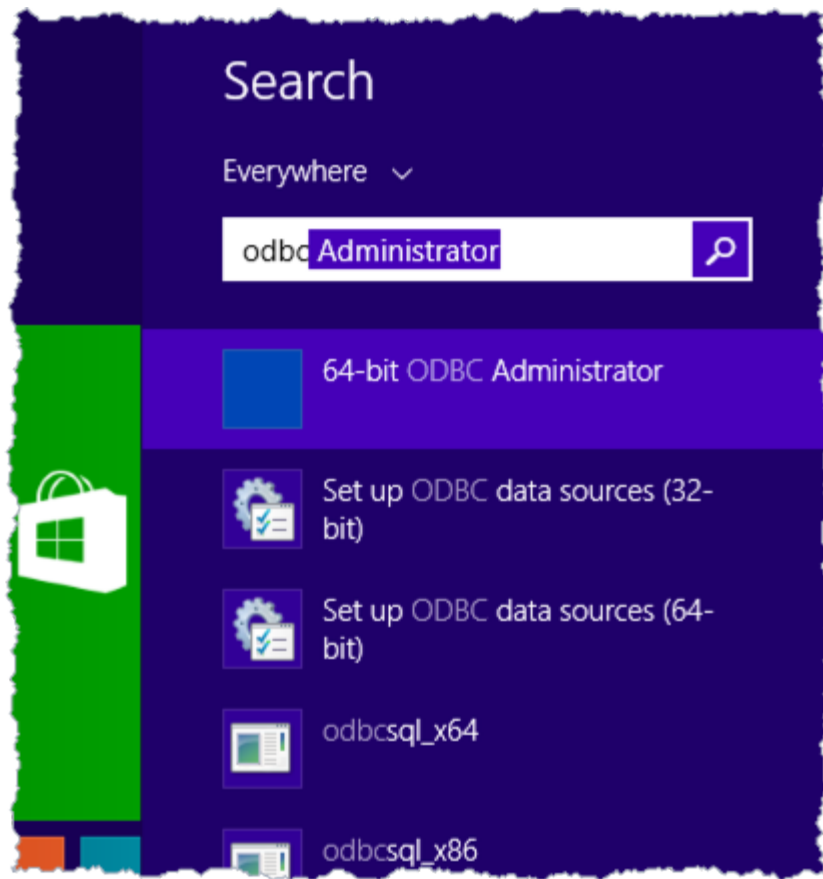 Search
Everywhere
odbc Administrator
64-bit ODBC Administrator
Set up ODBC data sources (32-
bit)
Set up ODBC data sources (64-
bit)
odbcsql_x64
odbcsql_x86